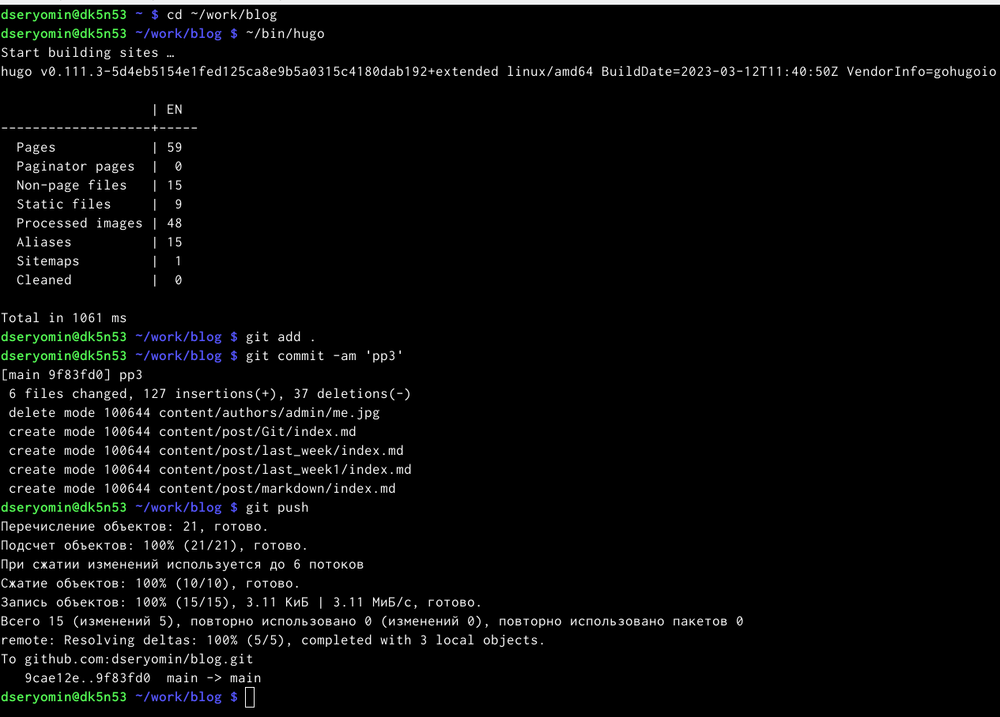 dseryomin@dk5n53 ~ $ cd ~/work/blog
dseryomin@dk5n53 ~/work/blog $ ~/bin/hugo
Start building sites …
hugo v0.111.3-5d4eb5154e1fed125ca8e9b5a0315c4180dab192+extended linux/amd64 BuildDate=2023-03-12T11:40:50Z VendorInfo=gohugoio
                   | EN
-------------------+-----
  Pages            | 59
  Paginator pages  |  0
  Non-page files   | 15
  Static files     |  9
  Processed images | 48
  Aliases          | 15
  Sitemaps         |  1
  Cleaned          |  0
Total in 1061 ms
dseryomin@dk5n53 ~/work/blog $ git add .
dseryomin@dk5n53 ~/work/blog $ git commit -am 'pp3'
[main 9f83fd0] pp3
 6 files changed, 127 insertions(+), 37 deletions(-)
 delete mode 100644 content/authors/admin/me.jpg
 create mode 100644 content/post/Git/index.md
 create mode 100644 content/post/last_week/index.md
 create mode 100644 content/post/last_week1/index.md
 create mode 100644 content/post/markdown/index.md
dseryomin@dk5n53 ~/work/blog $ git push
Перечисление объектов: 21, готово.
Подсчет объектов: 100% (21/21), готово.
При сжатии изменений используется до 6 потоков
Сжатие объектов: 100% (10/10), готово.
Запись объектов: 100% (15/15), 3.11 КиБ | 3.11 МиБ/с, готово.
Всего 15 (изменений 5), повторно использовано 0 (изменений 0), повторно использовано пакетов 0
remote: Resolving deltas: 100% (5/5), completed with 3 local objects.
To github.com:dseryomin/blog.git
   9cae12e..9f83fd0  main -> main
dseryomin@dk5n53 ~/work/blog $